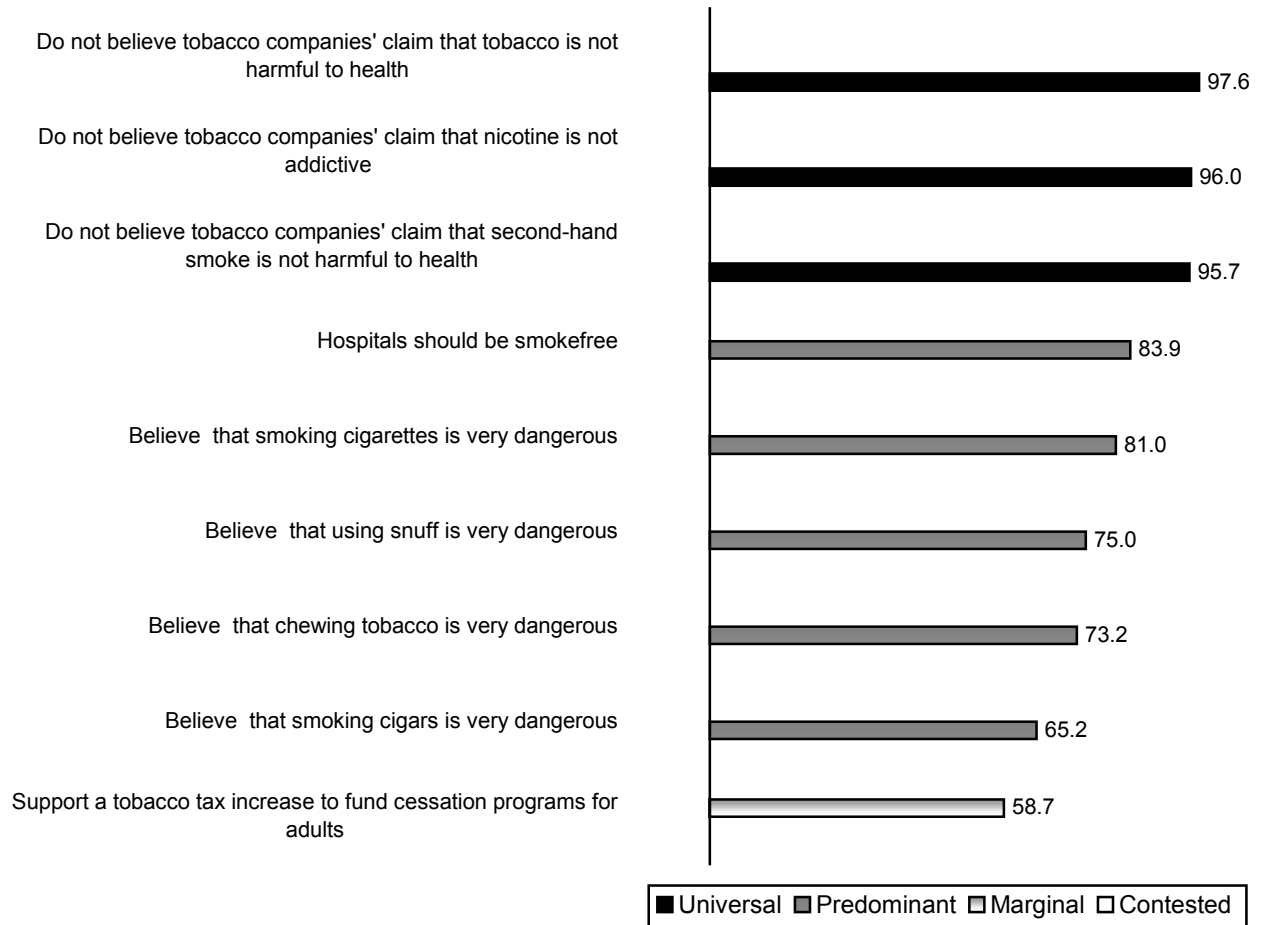 Do not believe tobacco companies' claim that tobacco is not
harmful to health
97.6
Do not believe tobacco companies' claim that nicotine is not
addictive
96.0
Do not believe tobacco companies' claim that second-hand
smoke is not harmful to health
95.7
Hospitals should be smokefree
83.9
Believe  that smoking cigarettes is very dangerous
81.0
Believe  that using snuff is very dangerous
75.0
Believe  that chewing tobacco is very dangerous
73.2
Believe  that smoking cigars is very dangerous
65.2
Support a tobacco tax increase to fund cessation programs for
adults
58.7
Universal Predominant Marginal Contested